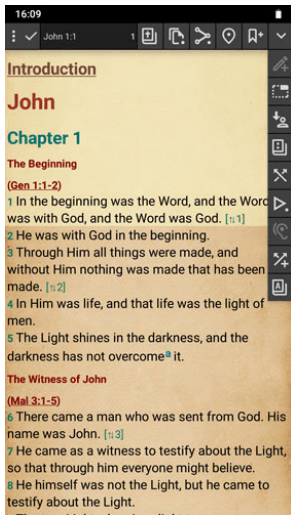 16:09
John 1:1 1
Introduction
John
Chapter 1
The Beginning
(Gen 1:1-2)
1 In the beginning was the Word, and the Word
was with God, and the Word was God. [↑↓1]
2 He was with God in the beginning.
3 Through Him all things were made, and
without Him nothing was made that has been
made. [↑↓2]
4 In Him was life, and that life was the light of
men.
5 The Light shines in the darkness, and the
darkness has not overcomeª it.
The Witness of John
(Mal 3:1-5)
6 There came a man who was sent from God. His
name was John. [↑↓3]
7 He came as a witness to testify about the Light,
so that through him everyone might believe.
8 He himself was not the Light, but he came to
testify about the Light.